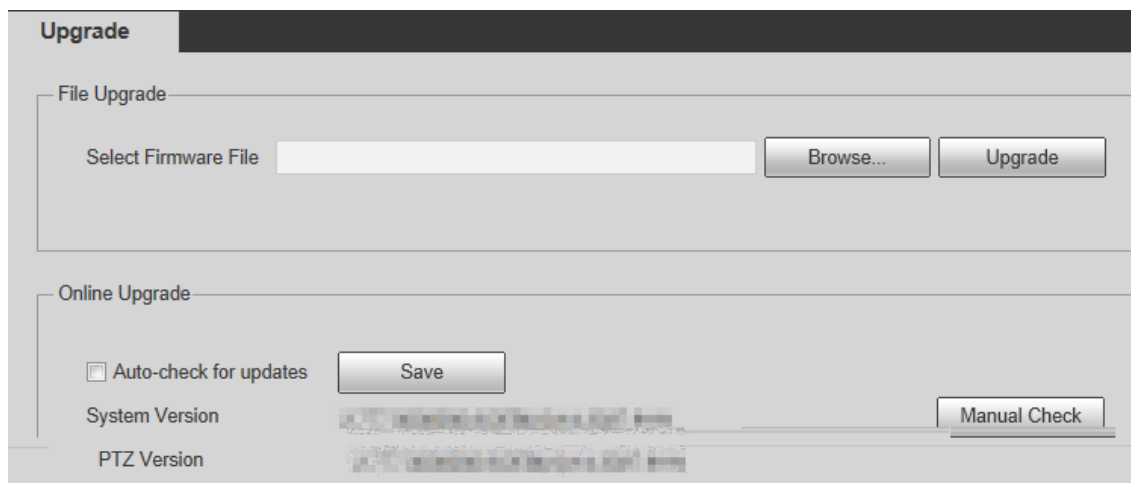 Upgrade
File Upgrade
Select Firmware File Browse... Upgrade
Online Upgrade
Auto-check for updates Save
System Version Manual Check
PTZ Version